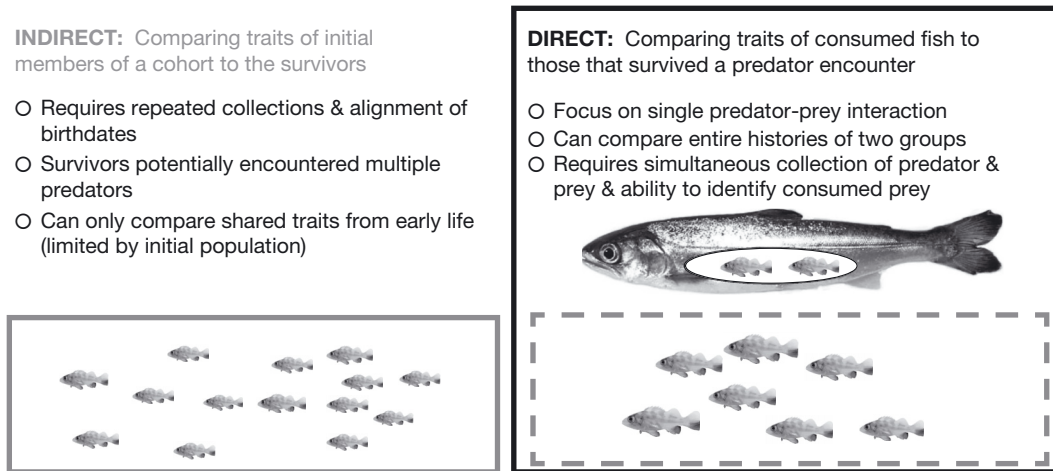 INDIRECT: Comparing traits of initial
members of a cohort to the survivors
○ Requires repeated collections & alignment of
birthdates
○ Survivors potentially encountered multiple
predators
○ Can only compare shared traits from early life
(limited by initial population)
DIRECT: Comparing traits of consumed fish to
those that survived a predator encounter
○ Focus on single predator-prey interaction
○ Can compare entire histories of two groups
○ Requires simultaneous collection of predator &
prey & ability to identify consumed prey